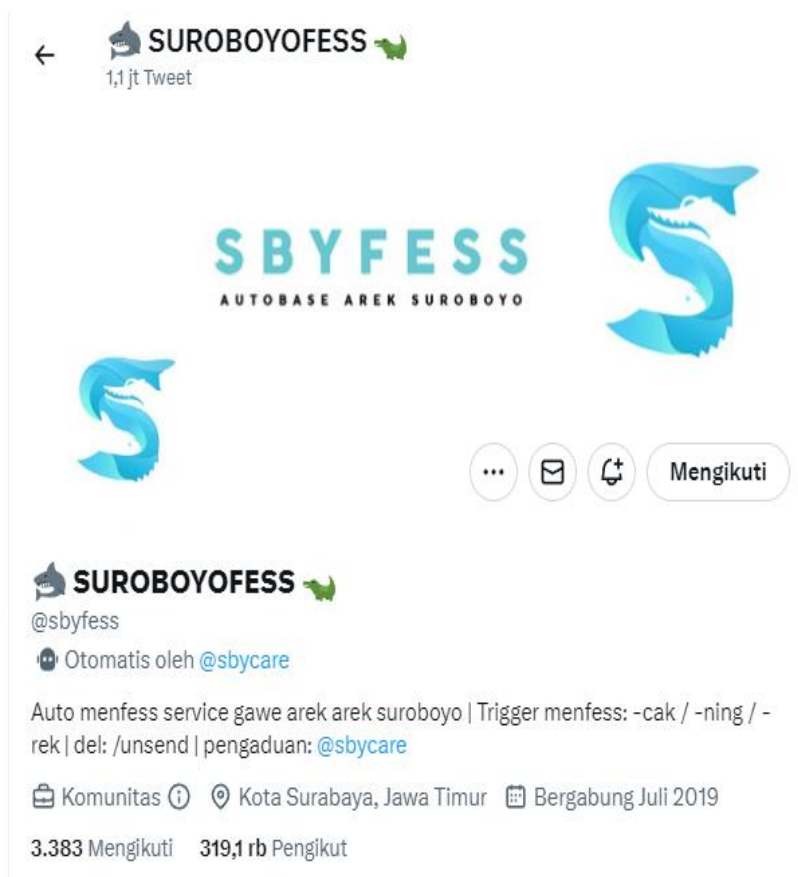 SUROBOYOFESS
1,1 jt Tweet
SBYFESS
AUTOBASE AREK SUROBOYO
Mengikuti
SUROBOYOFESS
@sbyfess
Otomatis oleh @sbycare
Auto menfess service gawe arek arek suroboyo | Trigger menfess: -cak / -ning / -
rek | del: /unsend | pengaduan: @sbycare
Komunitas Kota Surabaya, Jawa Timur Bergabung Juli 2019
3.383 Mengikuti 319,1 rb Pengikut